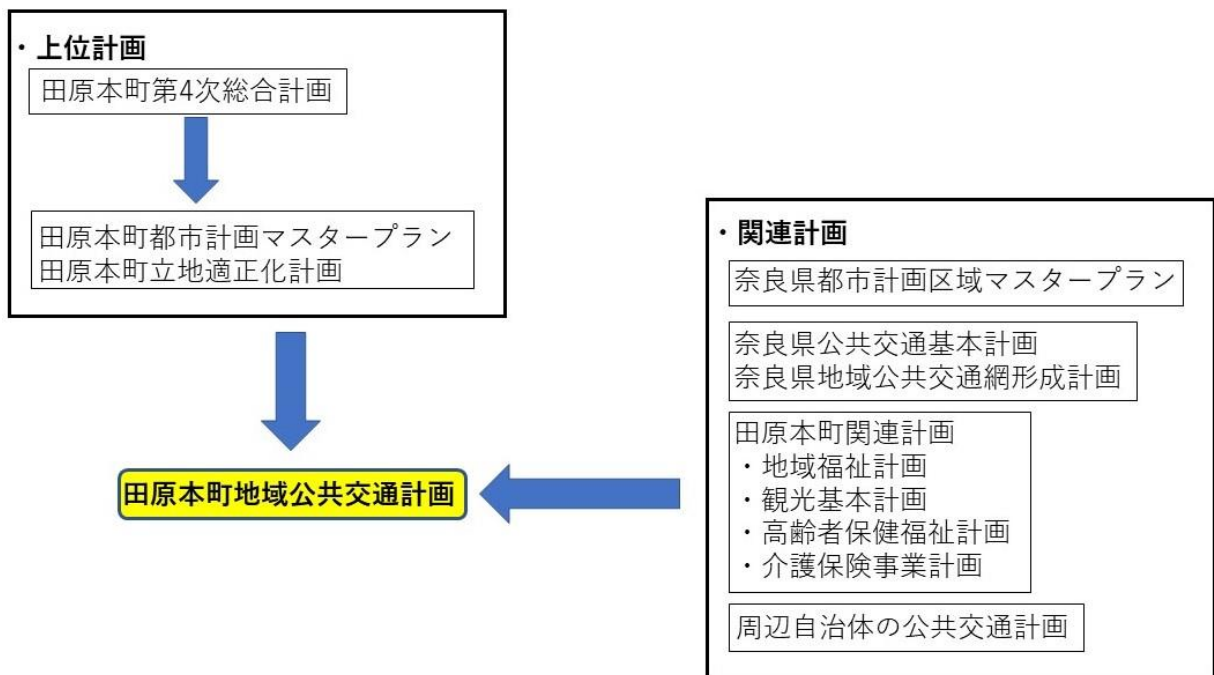 ・上位計画
田原本町第4次総合計画
田原本町都市計画マスタープラン
田原本町立地適正化計画
田原本町地域公共交通計画
・関連計画
奈良県都市計画区域マスタープラン
奈良県公共交通基本計画
奈良県地域公共交通網形成計画
田原本町関連計画
・地域福祉計画
・観光基本計画
・高齢者保健福祉計画
・介護保険事業計画
周辺自治体の公共交通計画